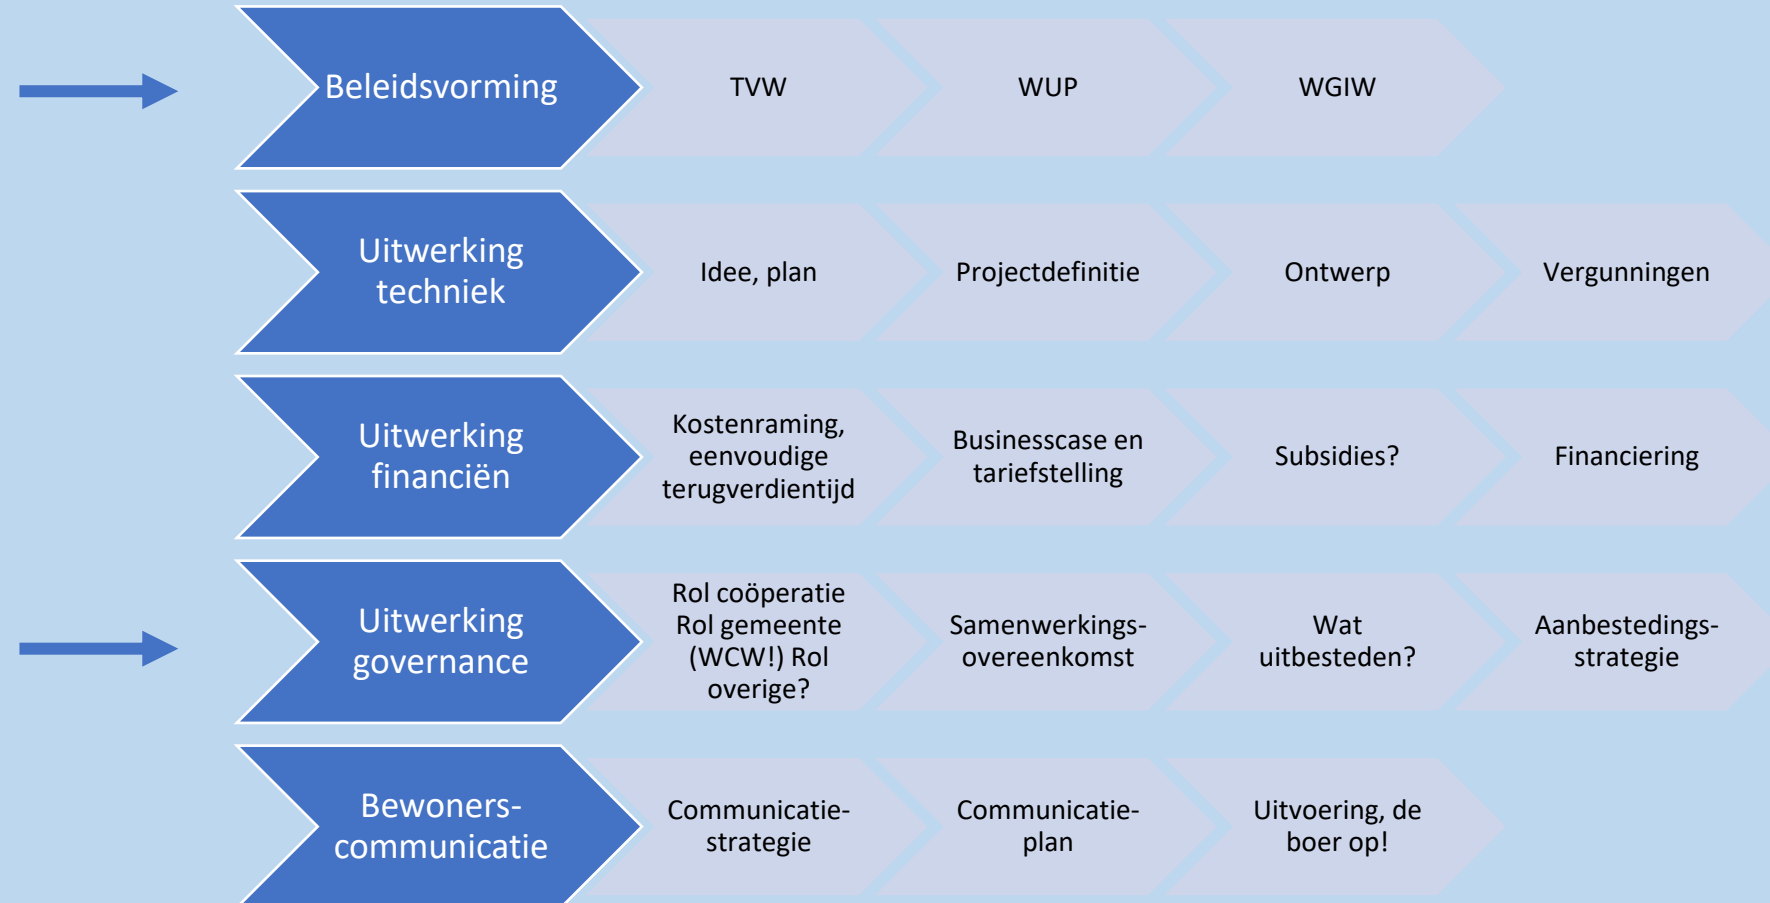 Beleidsvorming
TVW
WUP
WGIW
Uitwerking
techniek
Idee, plan
Projectdefinitie
Ontwerp
Vergunningen
Uitwerking
financiën
Kostenraming,
eenvoudige
terugverdientijd
Businesscase en
tariefstelling
Subsidies?
Financiering
Uitwerking
governance
Rol coöperatie
Rol gemeente
(WCW!) Rol
overige?
Samenwerkings-
overeenkomst
Wat
uitbesteden?
Aanbestedings-
strategie
Bewoners-
communicatie
Communicatie-
strategie
Communicatie-
plan
Uitvoering, de
boer op!